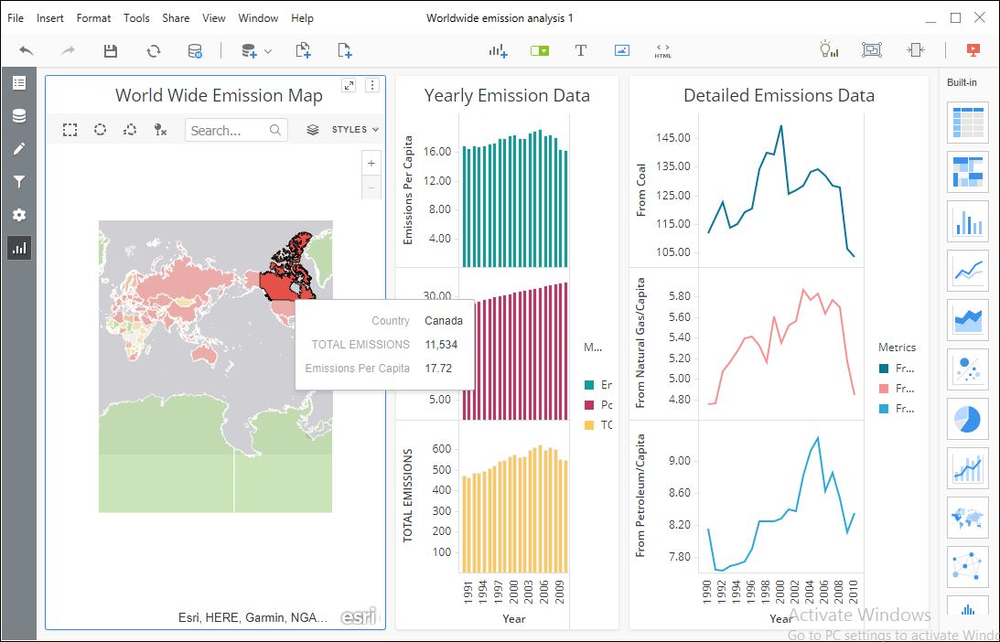 File Insert Format Tools Share View Window Help
Worldwide emission analysis 1
HTML
World Wide Emission Map
Search...
STYLES
+
−
Country Canada
TOTAL EMISSIONS 11,534
Emissions Per Capita 17.72
Esri, HERE, Garmin, NGA...
esri
Yearly Emission Data
Emissions Per Capita
16.00
12.00
8.00
4.00
30.00
5.00
TOTAL EMISSIONS
600
500
400
300
200
100
1991 1994 1997 2000 2003 2006 2009
Year
M...
Er
Pc
TC
Detailed Emissions Data
From Coal
145.00
135.00
125.00
115.00
105.00
From Natural Gas/Capita
5.80
5.60
5.40
5.20
5.00
4.80
From Petroleum/Capita
9.00
8.60
8.20
7.80
1990 1992 1994 1996 1998 2000 2002 2004 2006 2008 2010
Year
Metrics
Fr...
Fr...
Fr...
Built-in
Activate Windows
Go to PC settings to activate Windo